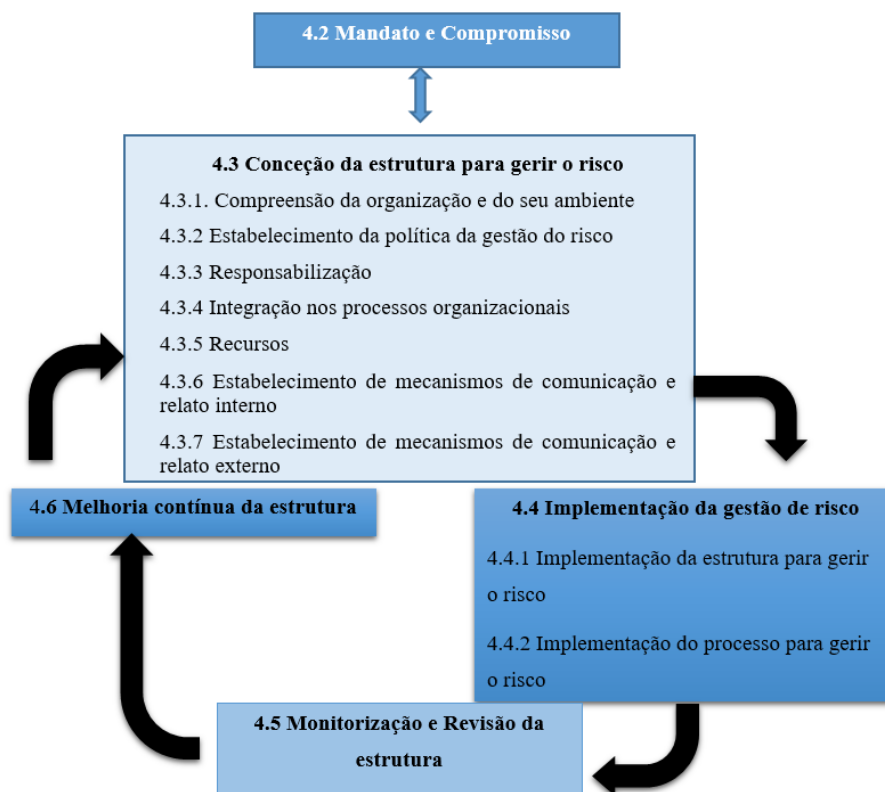 4.2 Mandato e Compromisso
4.3 Conceção da estrutura para gerir o risco
4.3.1. Compreensão da organização e do seu ambiente
4.3.2 Estabelecimento da política da gestão do risco
4.3.3 Responsabilização
4.3.4 Integração nos processos organizacionais
4.3.5 Recursos
4.3.6 Estabelecimento de mecanismos de comunicação e
relato interno
4.3.7 Estabelecimento de mecanismos de comunicação e
relato externo
4.4 Implementação da gestão de risco
4.4.1 Implementação da estrutura para gerir
o risco
4.4.2 Implementação do processo para gerir
o risco
4.5 Monitorização e Revisão da
estrutura
4.6 Melhoria contínua da estrutura